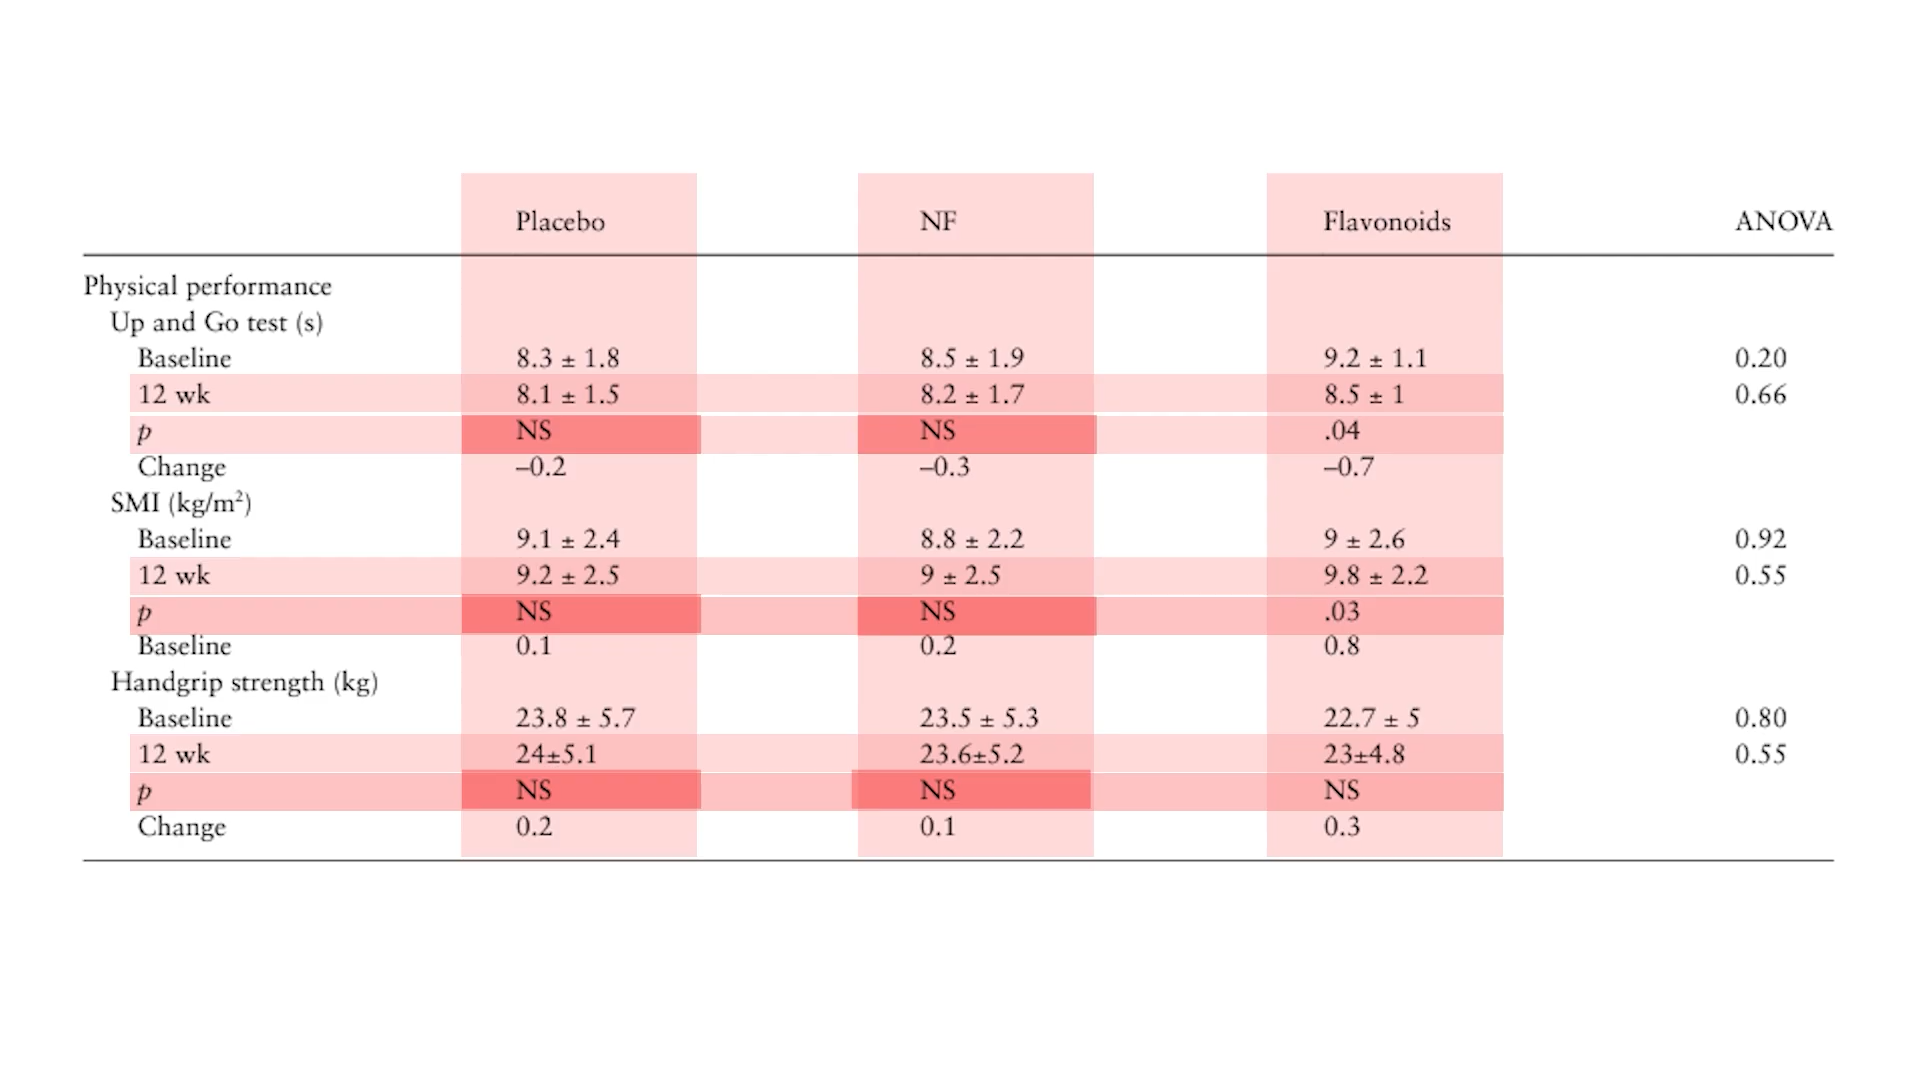 Placebo NF Flavonoids ANOVA
Physical performance
Up and Go test (s)
Baseline 8.3 ± 1.8 8.5 ± 1.9 9.2 ± 1.1 0.20
12 wk 8.1 ± 1.5 8.2 ± 1.7 8.5 ± 1 0.66
p NS NS .04
Change –0.2 –0.3 –0.7
SMI (kg/m²)
Baseline 9.1 ± 2.4 8.8 ± 2.2 9 ± 2.6 0.92
12 wk 9.2 ± 2.5 9 ± 2.5 9.8 ± 2.2 0.55
p NS NS .03
Baseline 0.1 0.2 0.8
Handgrip strength (kg)
Baseline 23.8 ± 5.7 23.5 ± 5.3 22.7 ± 5 0.80
12 wk 24±5.1 23.6±5.2 23±4.8 0.55
p NS NS NS
Change 0.2 0.1 0.3